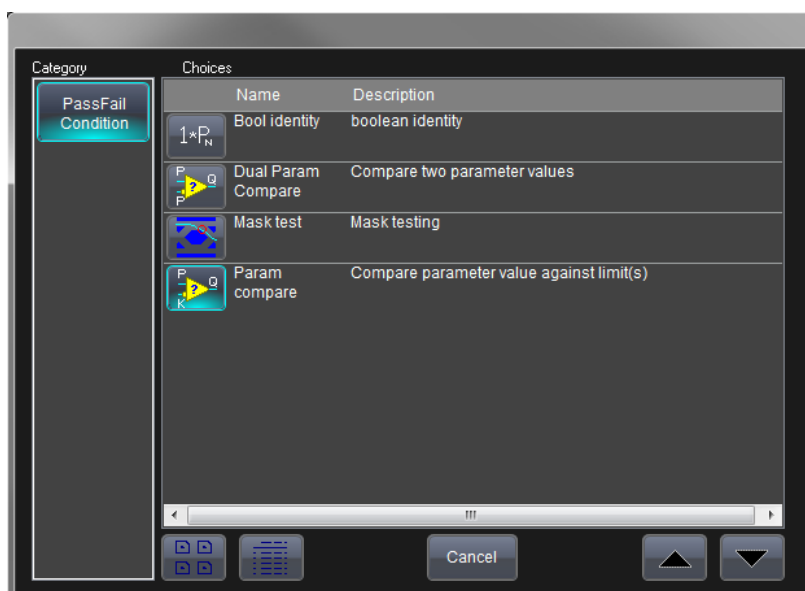 Category
Choices
PassFail
Condition
Name Description
1*PN
Bool identity boolean identity
P Q
? 
P
Dual Param
Compare
Compare two parameter values
Mask test Mask testing
P Q
?
K
Param
compare
Compare parameter value against limit(s)
Cancel